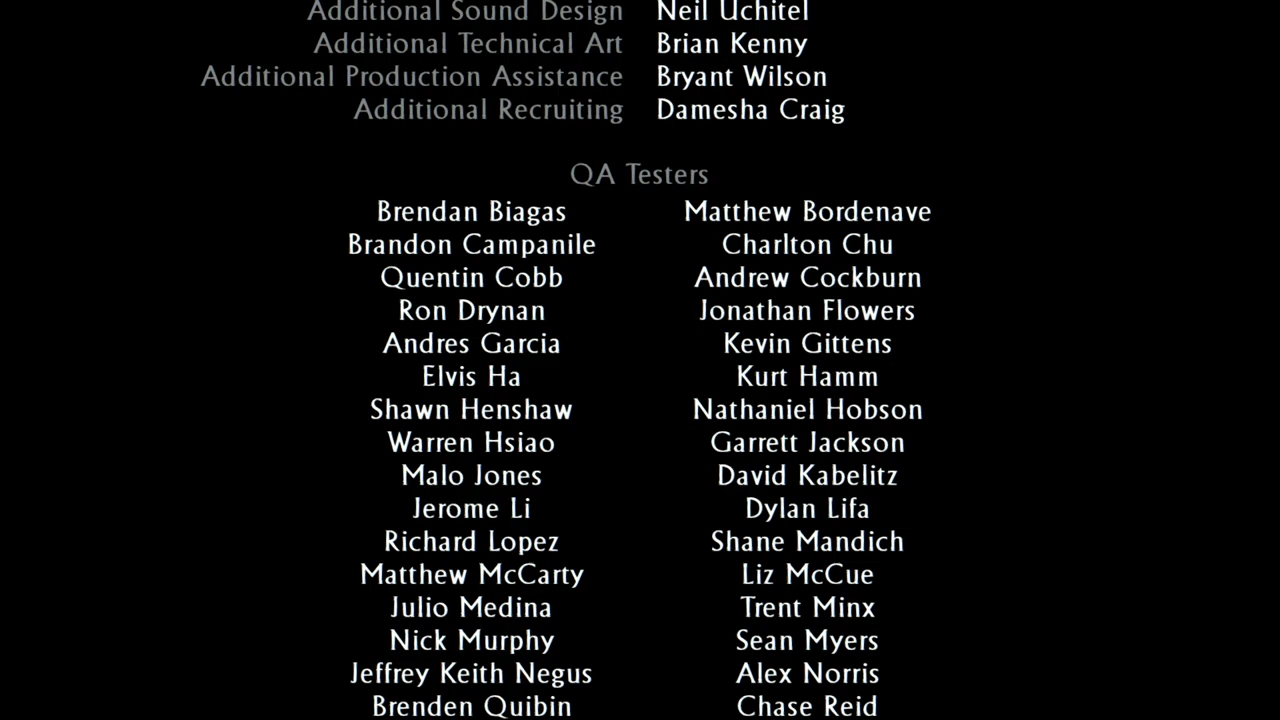 Additional Sound Design Neil Uchitel
Additional Technical Art Brian Kenny
Additional Production Assistance Bryant Wilson
Additional Recruiting Damesha Craig
QA Testers
Brendan Biagas Matthew Bordenave
Brandon Campanile Charlton Chu
Quentin Cobb Andrew Cockburn
Ron Drynan Jonathan Flowers
Andres Garcia Kevin Gittens
Elvis Ha Kurt Hamm
Shawn Henshaw Nathaniel Hobson
Warren Hsiao Garrett Jackson
Malo Jones David Kabelitz
Jerome Li Dylan Lifa
Richard Lopez Shane Mandich
Matthew McCarty Liz McCue
Julio Medina Trent Minx
Nick Murphy Sean Myers
Jeffrey Keith Negus Alex Norris
Brenden Quibin Chase Reid